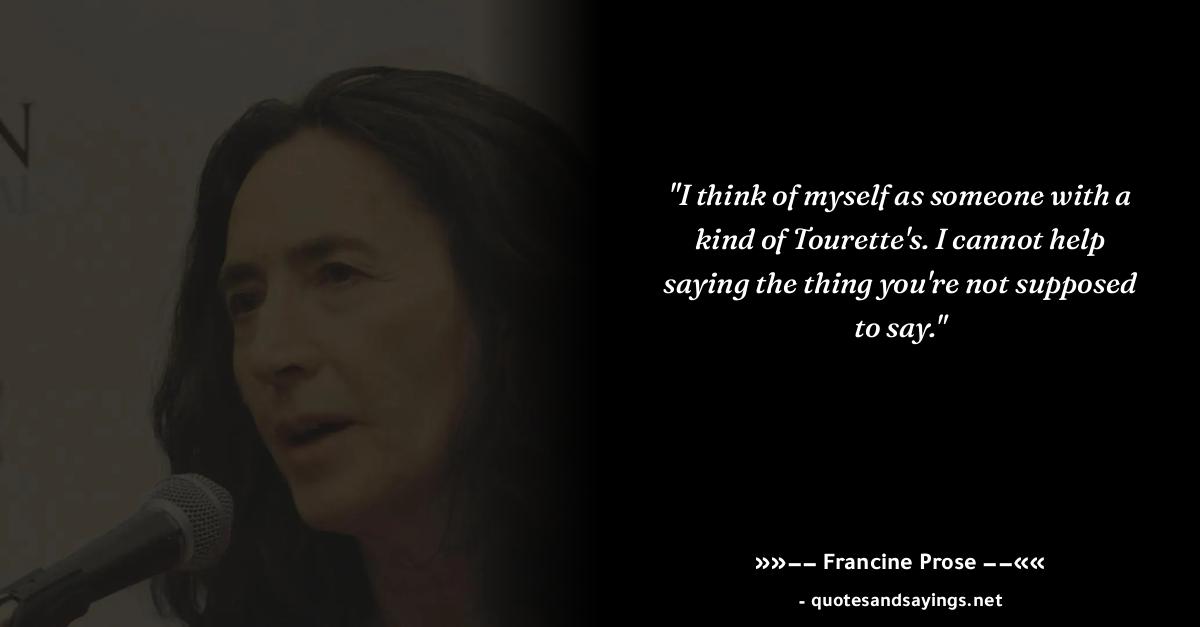 N
AL
"I think of myself as someone with a
kind of Tourette's. I cannot help
saying the thing you're not supposed
to say."
»»−− Francine Prose −−««
- quotesandsayings.net